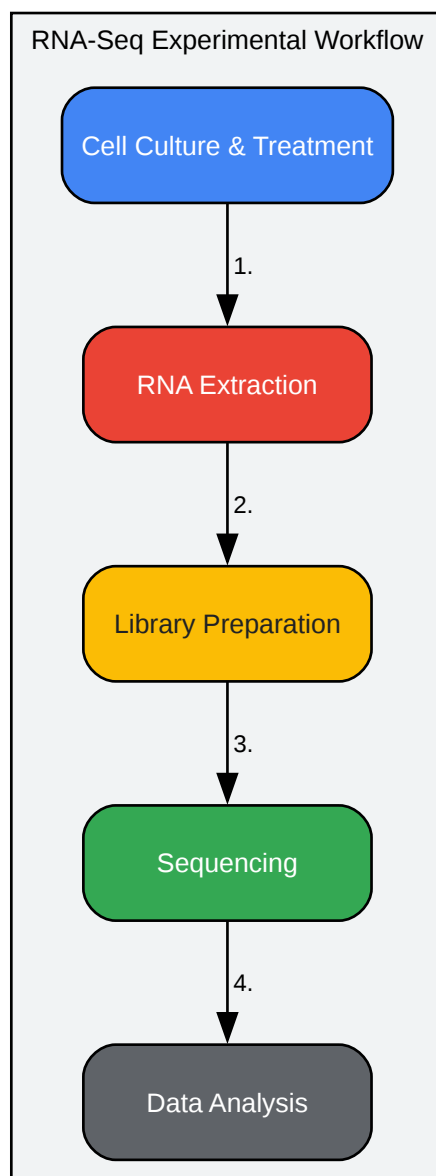 RNA-Seq Experimental Workflow
Cell Culture & Treatment
1.
RNA Extraction
2.
Library Preparation
3.
Sequencing
4.
Data Analysis